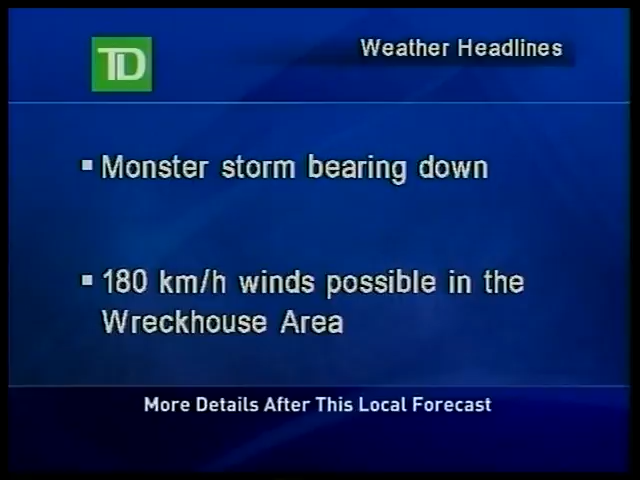 TD
Weather Headlines
Monster storm bearing down
180 km/h winds possible in the
Wreckhouse Area
More Details After This Local Forecast